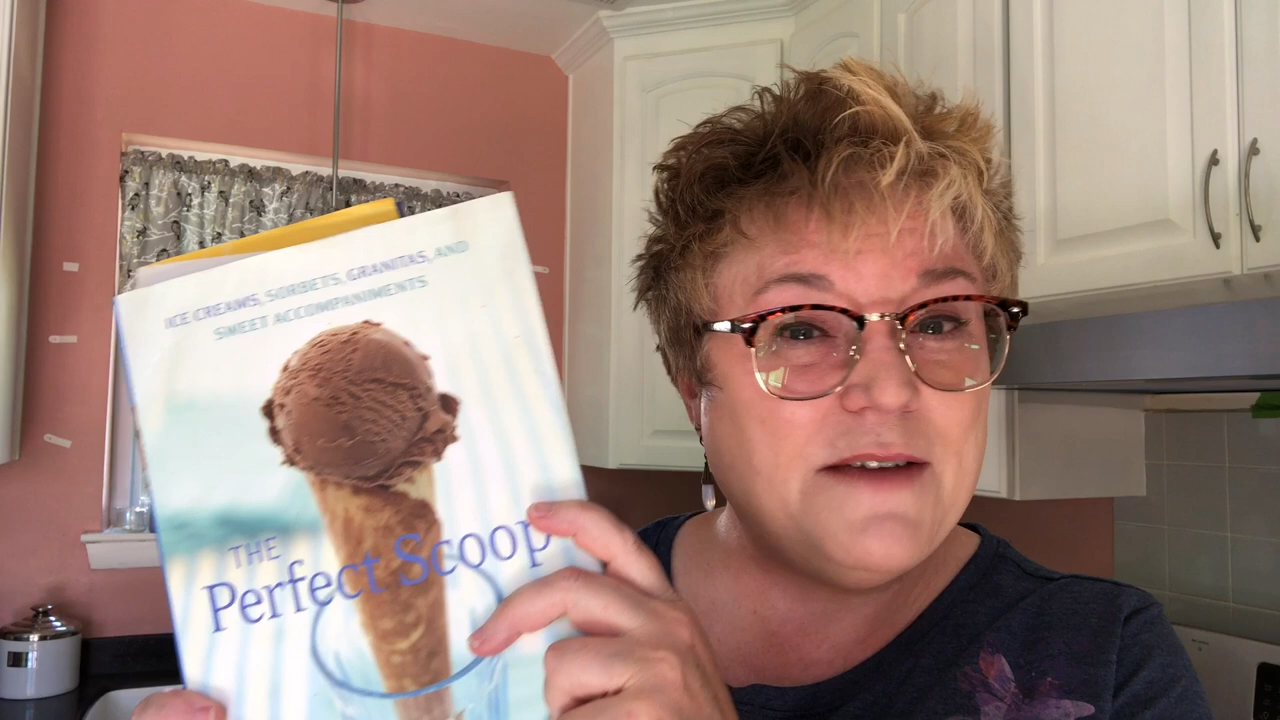 ICE CREAMS, SORBETS, GRANITAS, AND
SWEET ACCOMPANIMENTS
THE
Perfect Scoop